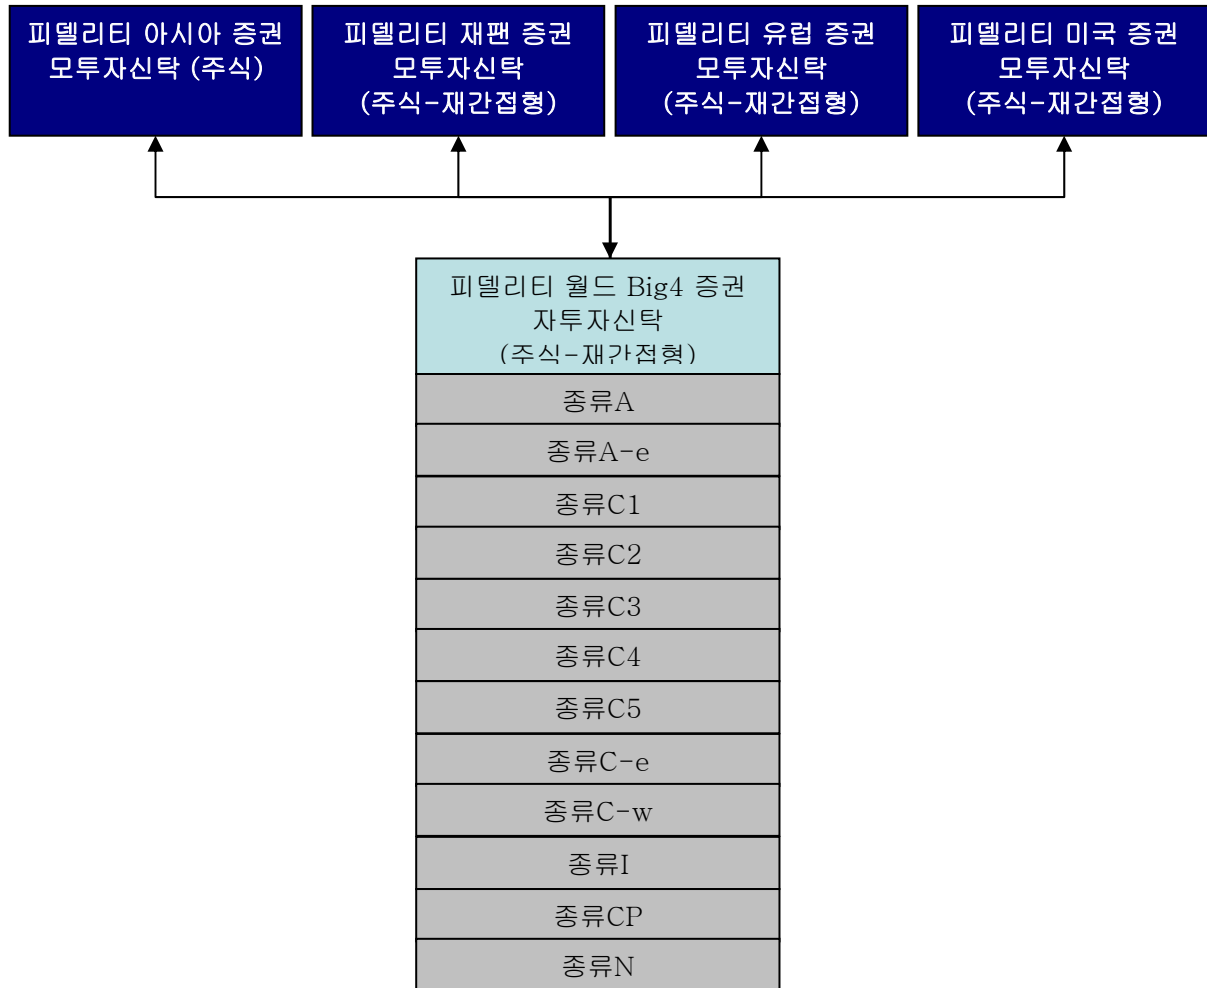 피델리티 아시아 증권
모투자신탁 (주식)
피델리티 재팬 증권
모투자신탁
(주식-재간접형)
피델리티 유럽 증권
모투자신탁
(주식-재간접형)
피델리티 미국 증권
모투자신탁
(주식-재간접형)
피델리티 월드 Big4 증권
자투자신탁
(주식-재간접형)
종류A
종류A-e
종류C1
종류C2
종류C3
종류C4
종류C5
종류C-e
종류C-w
종류I
종류CP
종류N